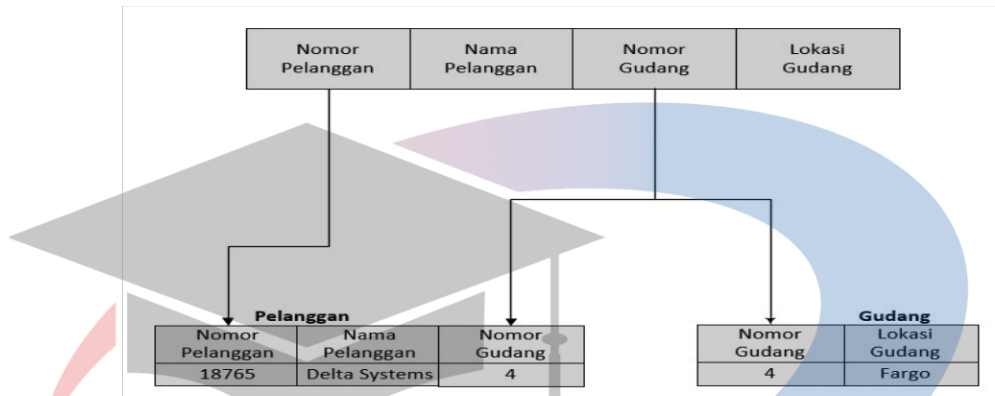 Nomor Nama Nomor Lokasi
Pelanggan Pelanggan Gudang Gudang
Pelanggan
Nomor Nama Nomor
Pelanggan Pelanggan Gudang
18765 Delta Systems 4
Gudang
Nomor Lokasi
Gudang Gudang
4 Fargo